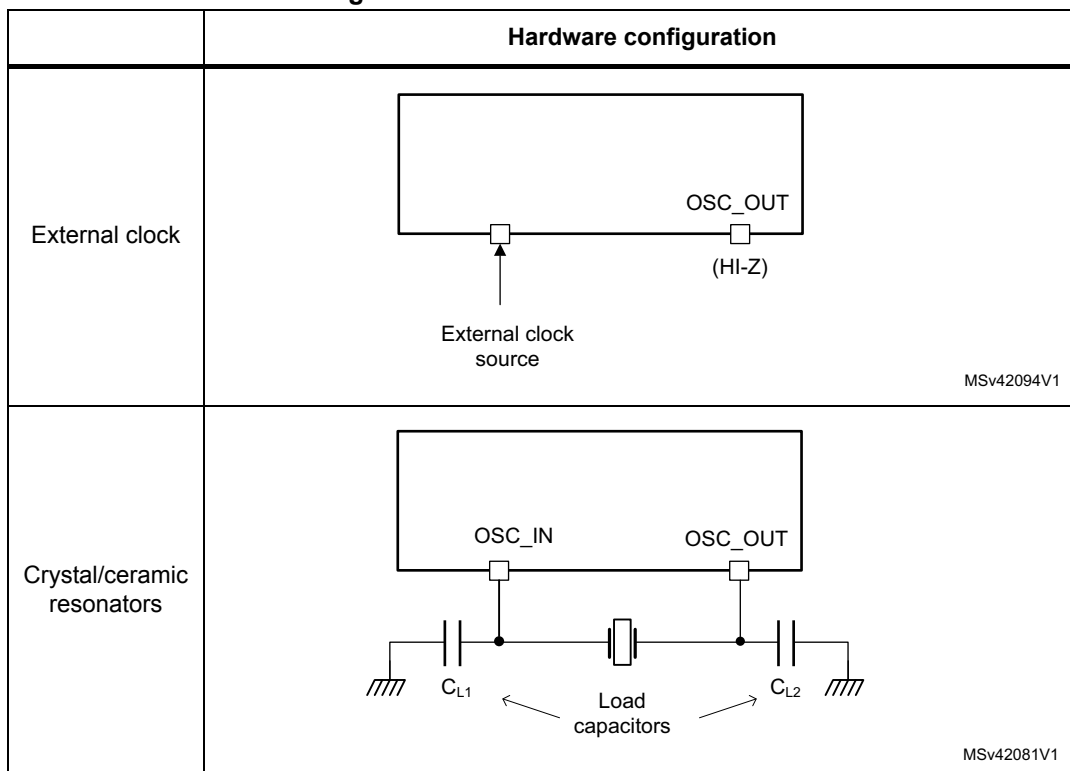 Hardware configuration
External clock
OSC_OUT
(HI-Z)
External clock
source
MSv42094V1
Crystal/ceramic
resonators
OSC_IN
OSC_OUT
CL1
Load
capacitors
CL2
MSv42081V1